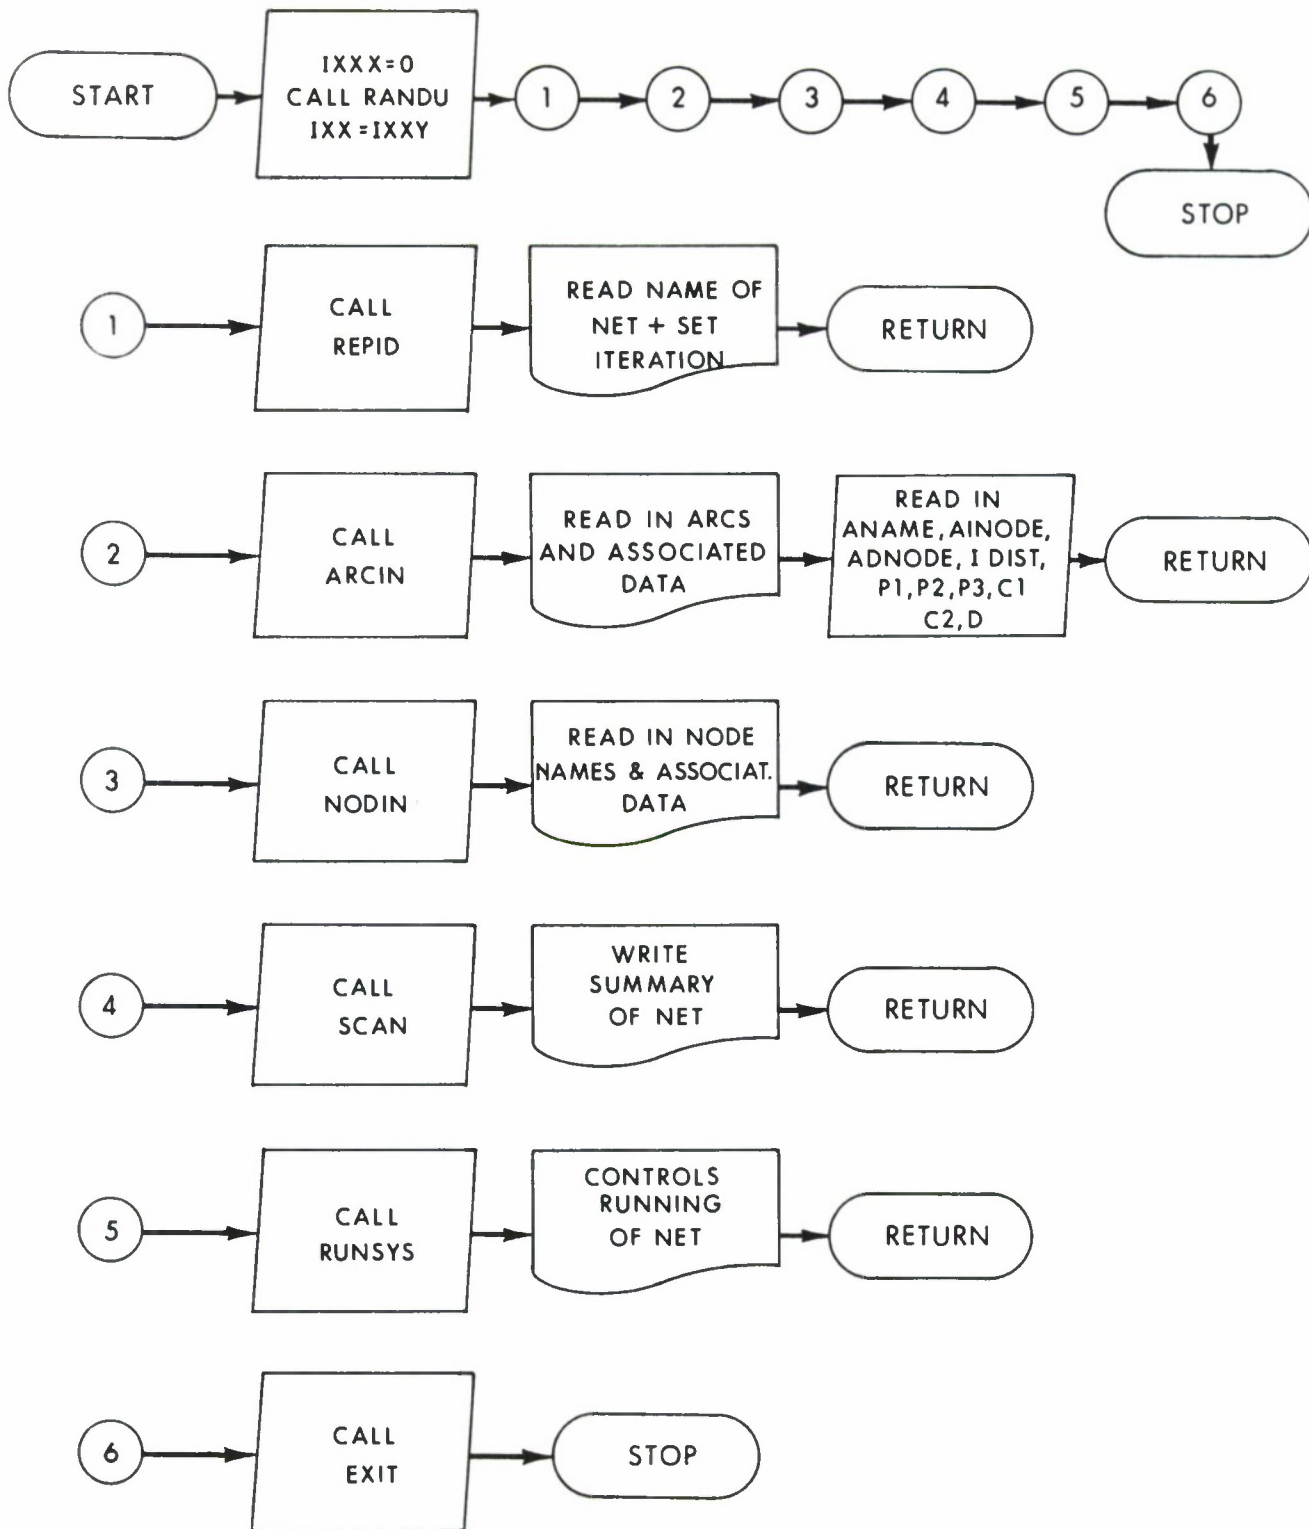 START
IXXX=0
CALL RANDU
IXX=IXXY
1
2
3
4
5
6
STOP
1
CALL
REPID
READ NAME OF
NET + SET
ITERATION
RETURN
2
CALL
ARCIN
READ IN ARCS
AND ASSOCIATED
DATA
READ IN
ANAME, AINODE,
ADNODE, I DIST,
P1, P2, P3, C1
C2, D
RETURN
3
CALL
NODIN
READ IN NODE
NAMES & ASSOCIAT.
DATA
RETURN
4
CALL
SCAN
WRITE
SUMMARY
OF NET
RETURN
5
CALL
RUNSYS
CONTROLS
RUNNING
OF NET
RETURN
6
CALL
EXIT
STOP